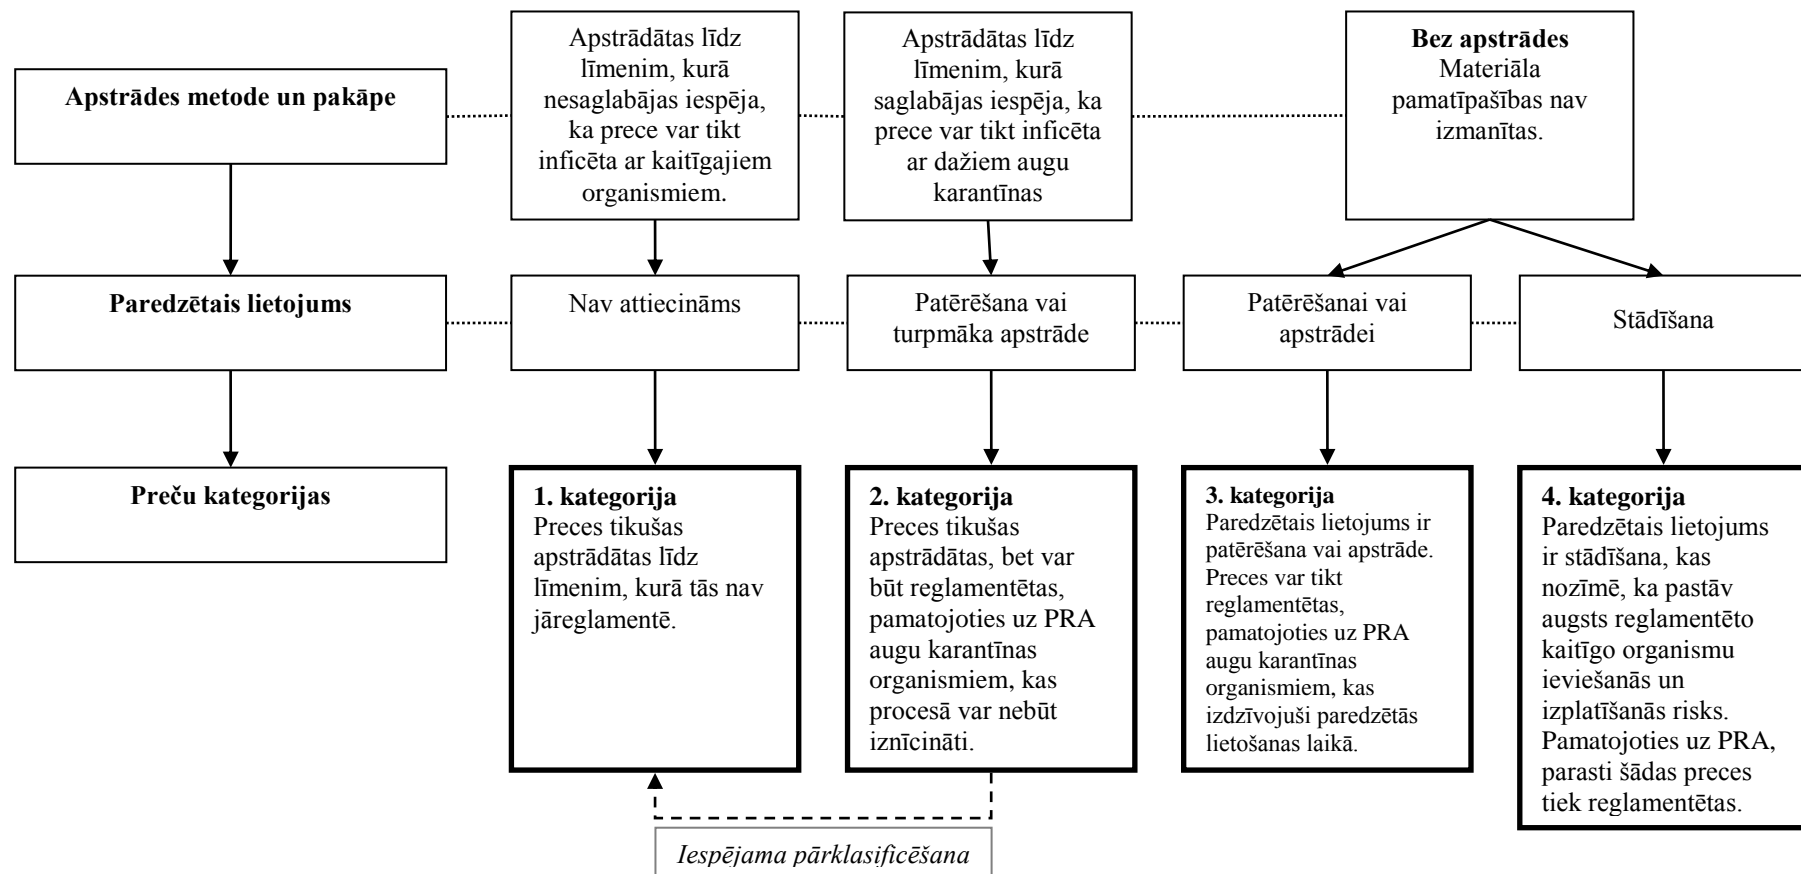 Apstrādes metode un pakāpe
Apstrādātas līdz
līmenim, kurā
nesaglabājas iespēja,
ka prece var tikt
inficēta ar kaitīgajiem
organismiem.
Apstrādātas līdz
līmenim, kurā
saglabājas iespēja, ka
prece var tikt inficēta
ar dažiem augu
karantīnas
Bez apstrādes
Materiāla
pamatīpašības nav
izmanītas.
Paredzētais lietojums
Nav attiecināms
Patērēšana vai
turpmāka apstrāde
Patērēšanai vai
apstrādei
Stādīšana
Preču kategorijas
1. kategorija
Preces tikušas
apstrādātas līdz
līmenim, kurā tās nav
jāreglamentē.
2. kategorija
Preces tikušas
apstrādātas, bet var
būt reglamentētas,
pamatojoties uz PRA
augu karantīnas
organismiem, kas
procesā var nebūt
iznīcināti.
3. kategorija
Paredzētais lietojums ir
patērēšana vai apstrāde.
Preces var tikt
reglamentētas,
pamatojoties uz PRA
augu karantīnas
organismiem, kas
izdzīvojuši paredzētās
lietošanas laikā.
4. kategorija
Paredzētais lietojums
ir stādīšana, kas
nozīmē, ka pastāv
augsts reglamentēto
kaitīgo organismu
ieviešanās un
izplatīšanās risks.
Pamatojoties uz PRA,
parasti šādas preces
tiek reglamentētas.
Iespējama pārklasificēšana